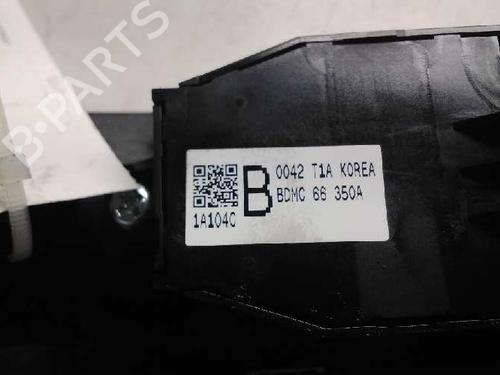 B-PARTS
B 0042 T1A KOREA
BDMC 66 350A
1A104C